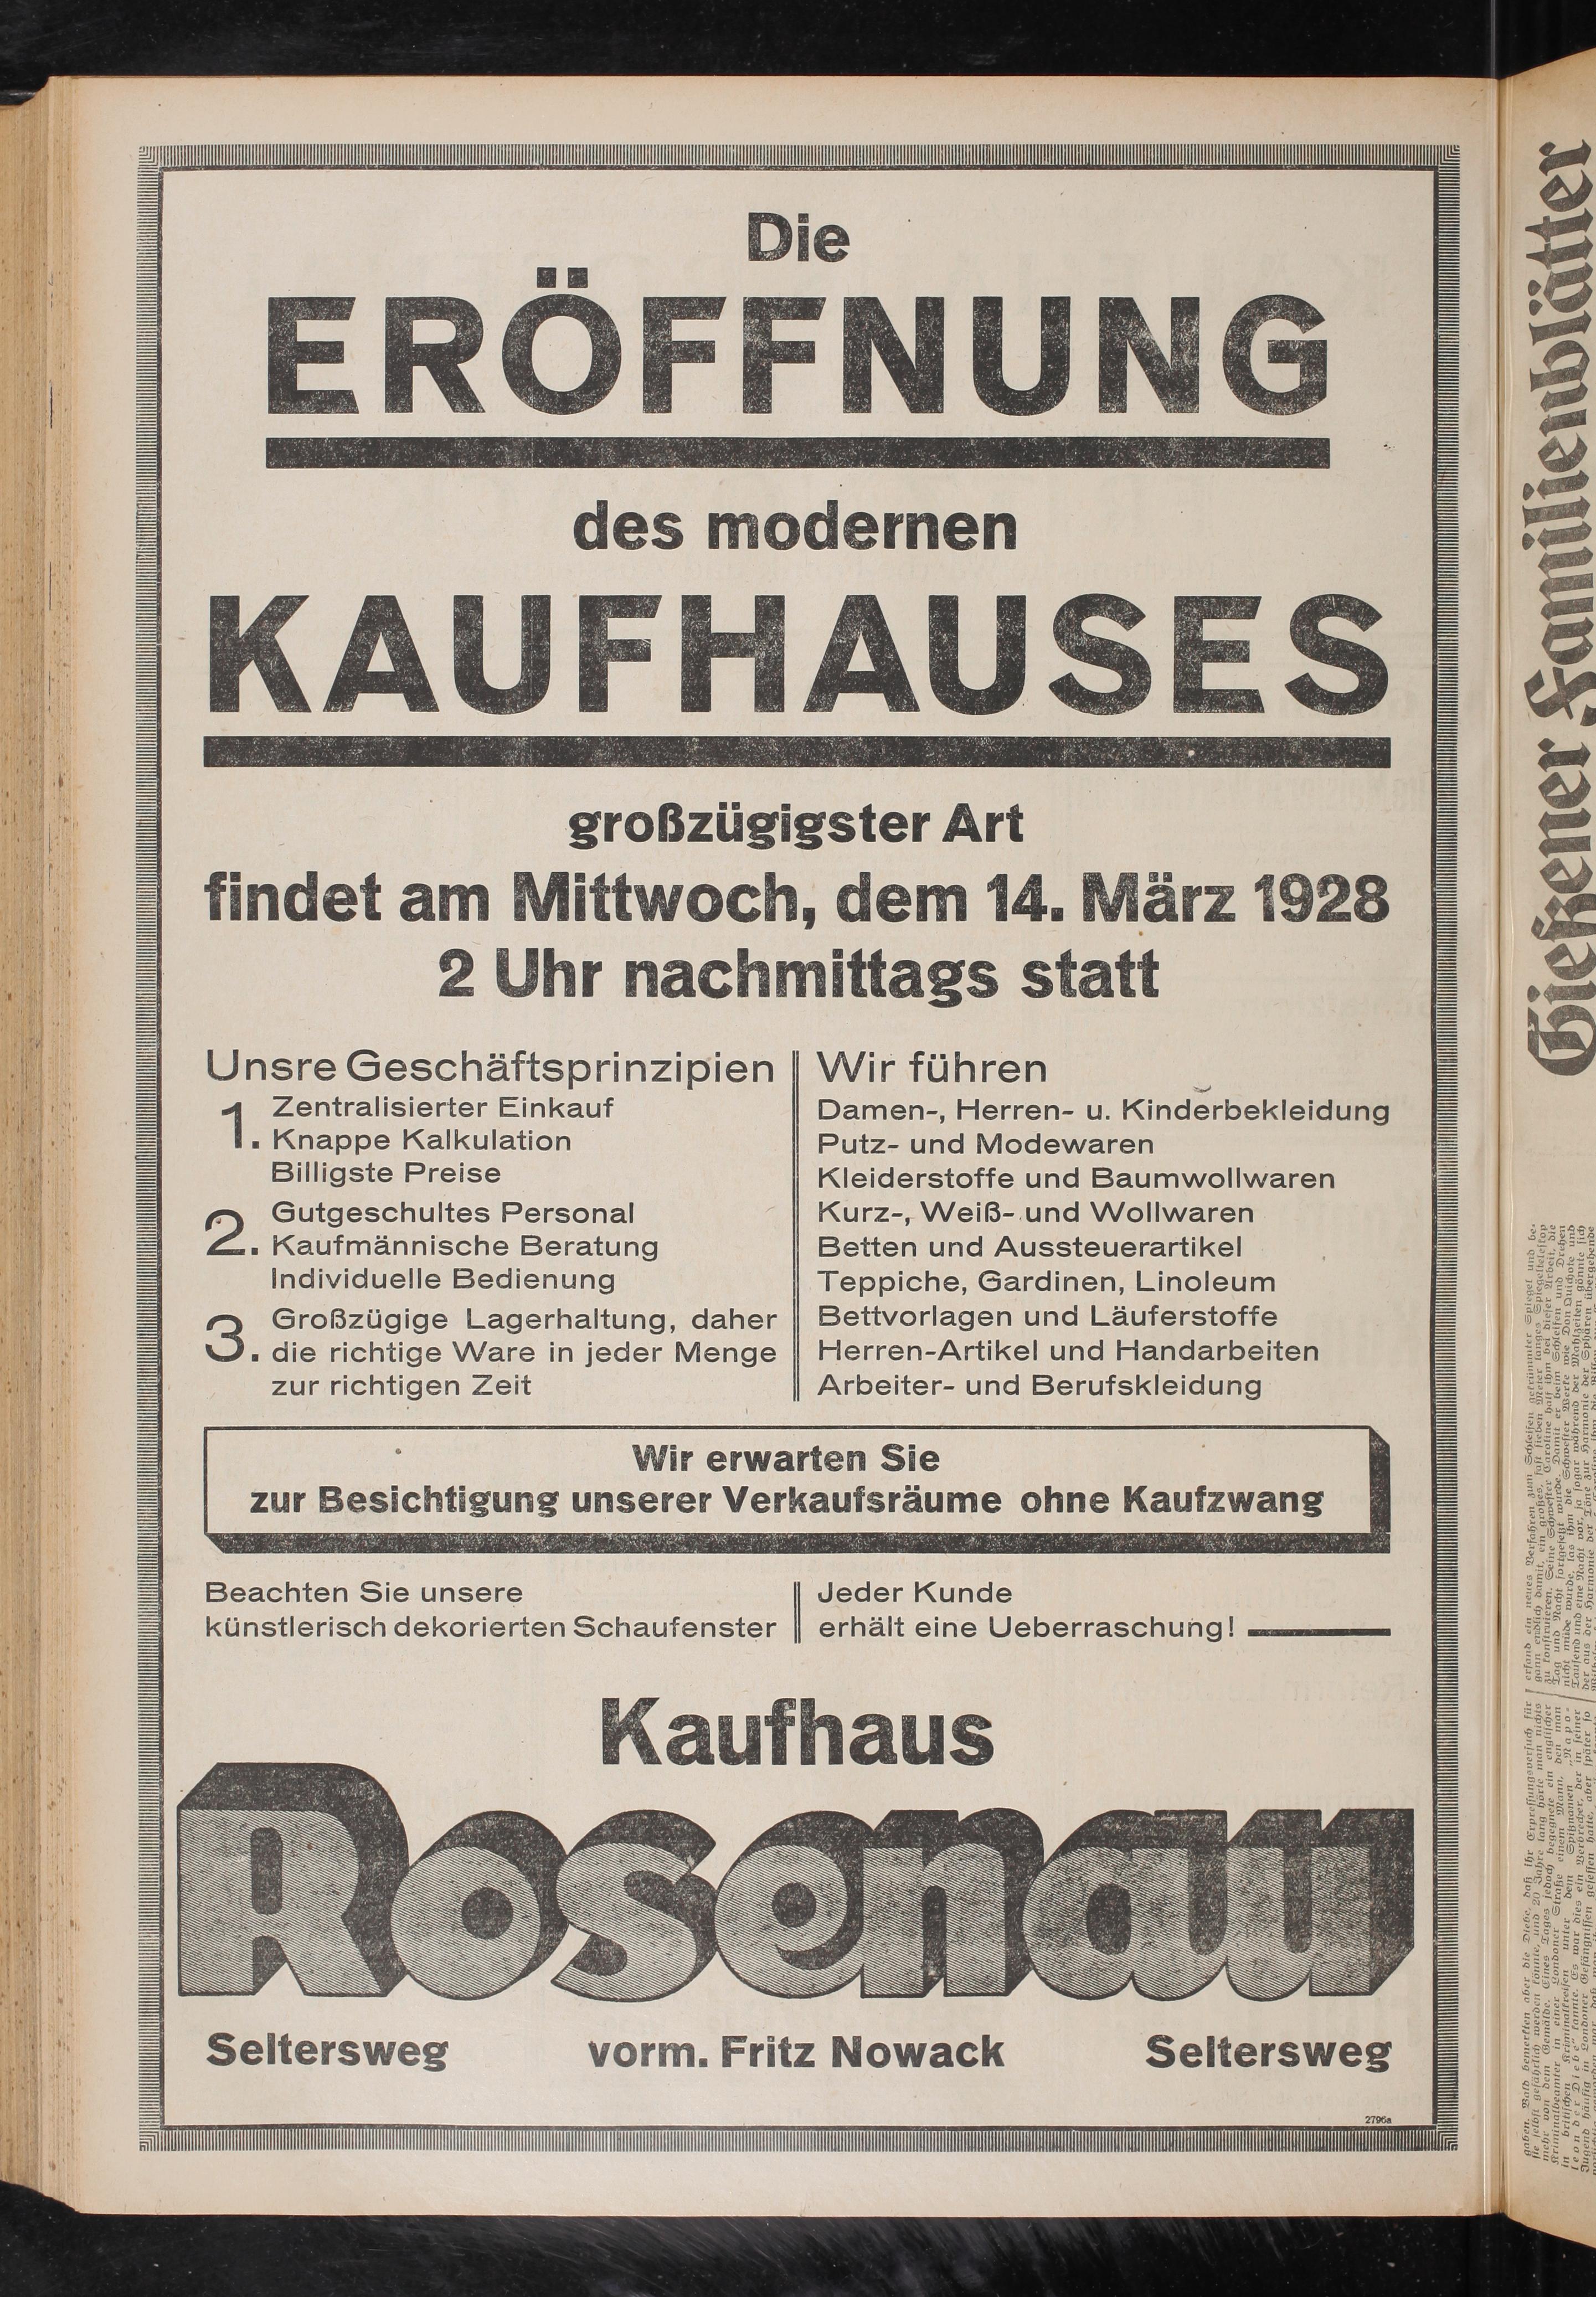 Die
ERÖFFNUNG
des modernen
KAUFHAUSES
großzügigster Art
findet am Mittwoch, dem 14. März 1928
2 Uhr nachmittags statt
Unsre Geschäftsprinzipien
1. Zentralisierter Einkauf
Knappe Kalkulation
Billigste Preise
2. Gutgeschultes Personal
Kaufmännische Beratung
Individuelle Bedienung
3. Großzügige Lagerhaltung, daher
die richtige Ware in jeder Menge
zur richtigen Zeit
Wir führen
Damen-, Herren- u. Kinderbekleidung
Putz- und Modewaren
Kleiderstoffe und Baumwollwaren
Kurz-, Weiß- und Wollwaren
Betten und Aussteuerartikel
Teppiche, Gardinen, Linoleum
Bettvorlagen und Läuferstoffe
Herren-Artikel und Handarbeiten
Arbeiter- und Berufskleidung
Wir erwarten Sie
zur Besichtigung unserer Verkaufsräume ohne Kaufzwang
Beachten Sie unsere
künstlerisch dekorierten Schaufenster
Jeder Kunde
erhält eine Ueberraschung!
Kaufhaus
Rosenau
Seltersweg vorm. Fritz Nowack Seltersweg
2796a
Gießener Familienblätter